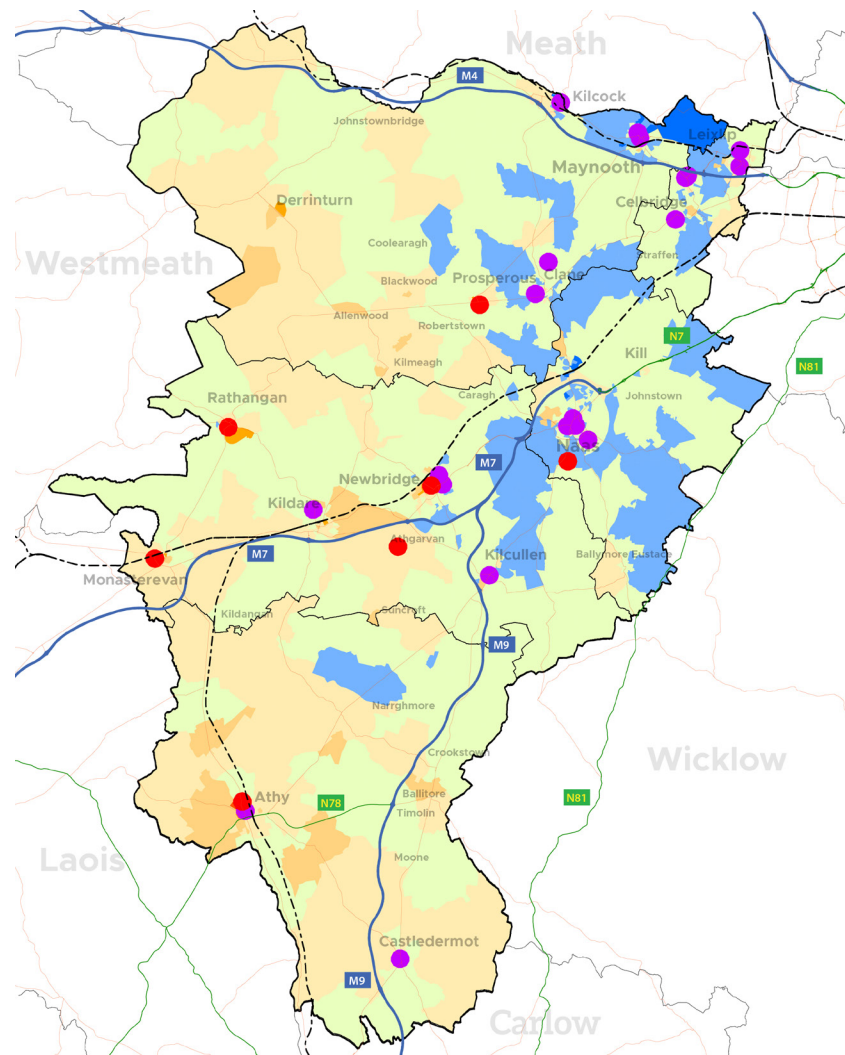 Meath
M4
Kilcock
Johnstownbridge
Leixlip
Maynooth
Derrinturn
Celbridge
Coolearagh
Straffen
Westmeath
Blackwood
Prosperous
Clane
Allenwood
Robertstown
N7
Kill
Kilmeagh
N81
Rathangan
Caragh
Johnstown
Naas
M7
Newbridge
Kildare
Athgarvan
M7
Kilcullen
Ballymore Eustace
Monasterevan
Kildangan
Suncroft
M9
Narrghmore
Crookstown
Wicklow
Athy
N78
Ballitore
N81
Timolin
Laois
Moone
Castledermot
M9
Carlow